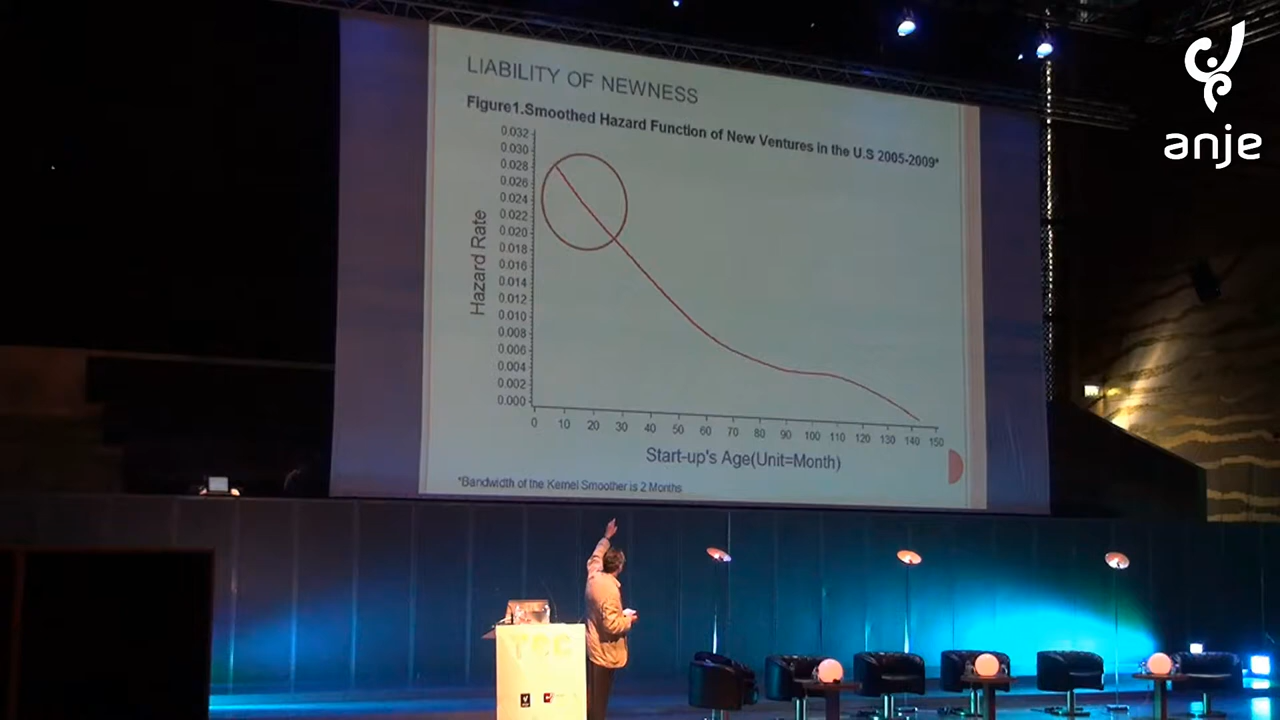 LIABILITY OF NEWNESS
Figure1.Smoothed Hazard Function of New Ventures in the U.S 2005-2009*
0.032
0.030
0.028
0.026
0.024
0.022
0.020
0.018
0.016
0.014
0.012
0.010
0.008
0.006
0.004
0.002
0.000
Hazard Rate
0 10 20 30 40 50 60 70 80 90 100 110 120 130 140 150
Start-up's Age(Unit=Month)
*Bandwidth of the Kernel Smoother is 2 Months
anje